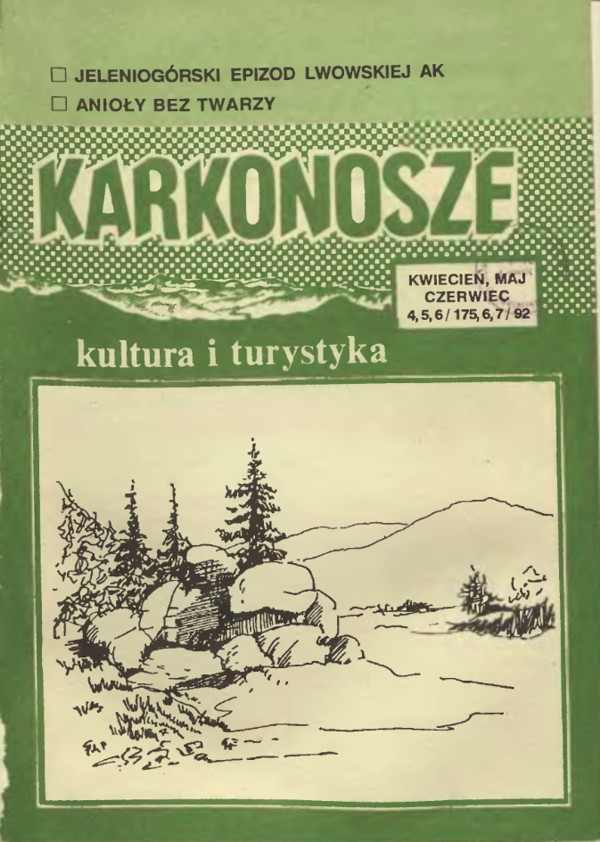 ☐ JELENIOGÓRSKI EPIZOD LWOWSKIEJ AK
☐ ANIOŁY BEZ TWARZY
KARKONOSZE
KWIECIEŃ, MAJ
CZERWIEC
4, 5, 6 / 175, 6, 7 / 92
kultura i turystyka